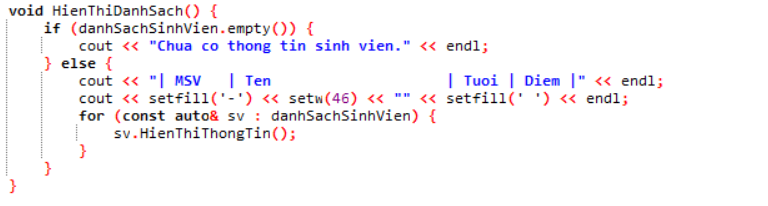 void HienThiDanhSach() {
    if (danhSachSinhVien.empty()) {
        cout << "Chua co thong tin sinh vien." << endl;
    } else {
        cout << "| MSV   | Ten                    | Tuoi | Diem |" << endl;
        cout << setfill('-') << setw(46) << "" << setfill(' ') << endl;
        for (const auto& sv : danhSachSinhVien) {
            sv.HienThiThongTin();
        }
    }
}